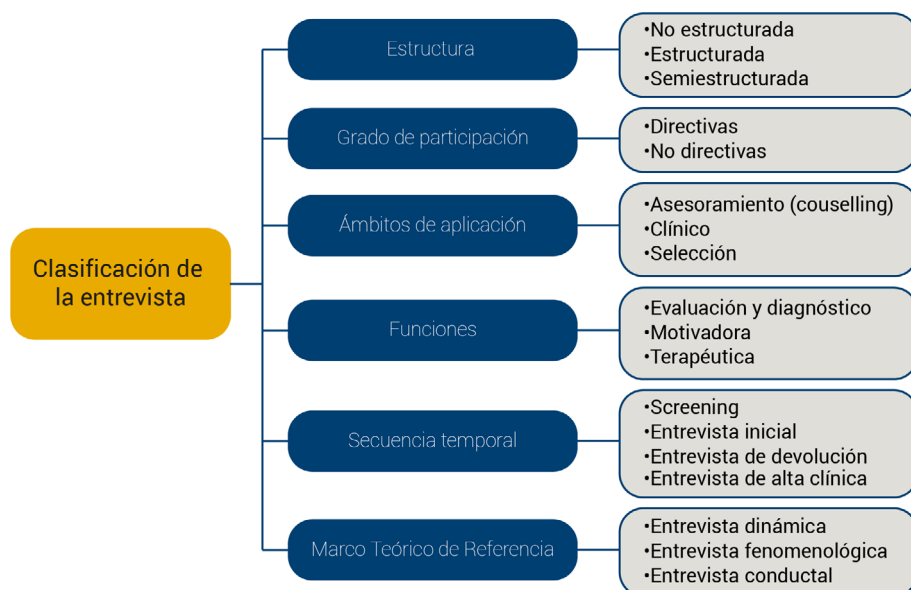 Clasificación de
la entrevista
Estructura
•No estructurada
•Estructurada
•Semiestructurada
Grado de participación
•Directivas
•No directivas
Ámbitos de aplicación
•Asesoramiento (couselling)
•Clínico
•Selección
Funciones
•Evaluación y diagnóstico
•Motivadora
•Terapéutica
Secuencia temporal
•Screening
•Entrevista inicial
•Entrevista de devolución
•Entrevista de alta clínica
Marco Teórico de Referencia
•Entrevista dinámica
•Entrevista fenomenológica
•Entrevista conductal